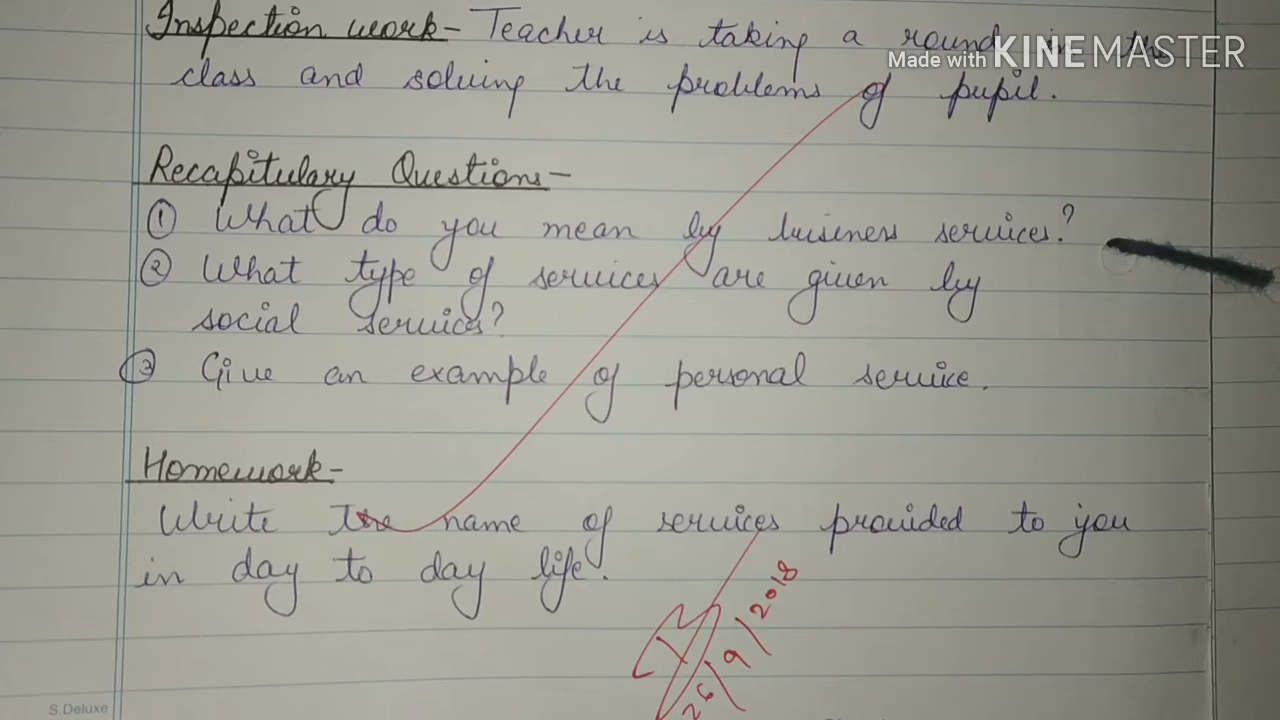 Inspection work- Teacher is taking a round in the
Made with KINEMASTER
class and solving the problems of pupil.
Recapitulary Questions-
① What do you mean by business services?
② What type of services are given by
social services?
③ Give an example of personal service.
Homework-
Write the name of services provided to you
in day to day life.
26/9/2018
S.Deluxe